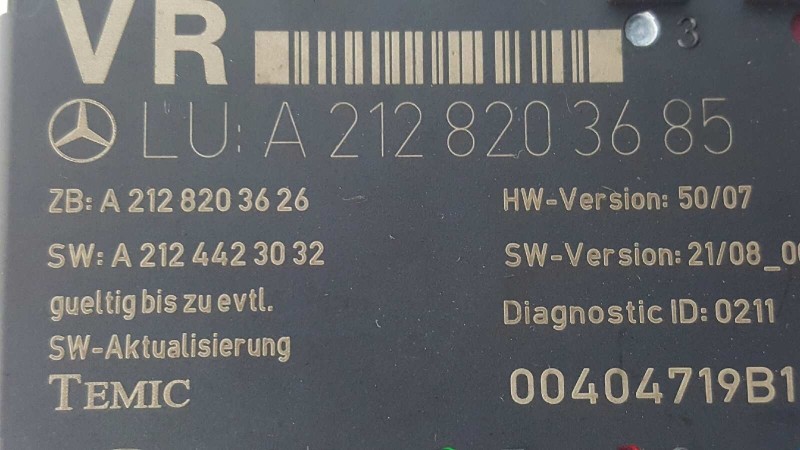 VR
3
LU: A 212 820 36 85
ZB: A 212 820 36 26
HW-Version: 50/07
SW: A 212 442 30 32
SW-Version: 21/08_00
gueltig bis zu evtl.
Diagnostic ID: 0211
SW-Aktualisierung
TEMIC
00404719B1